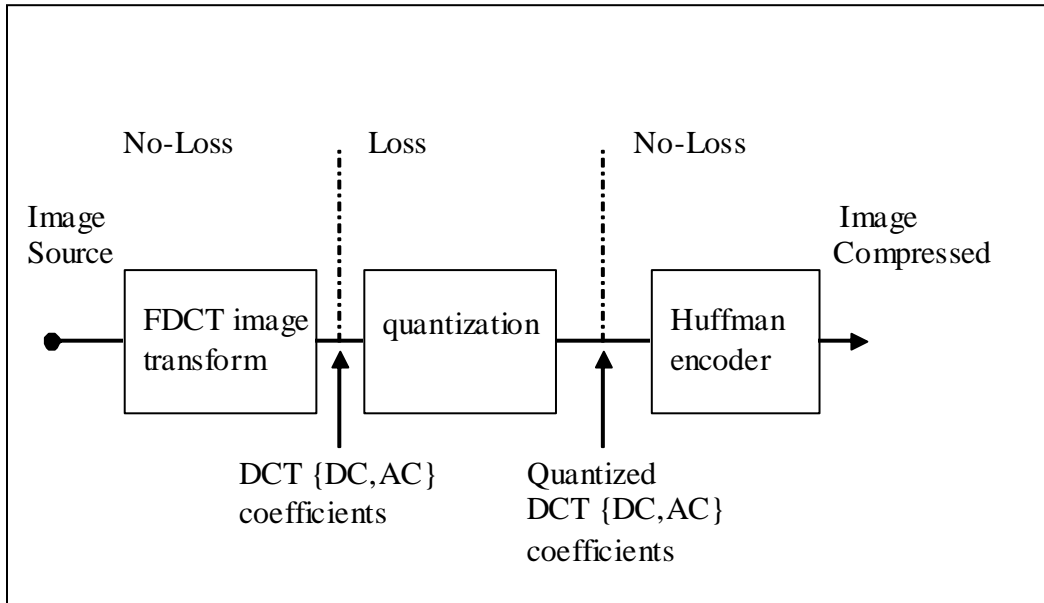 No-Loss
Loss
No-Loss
Image
Source
Image
Compressed
FDCT image
transform
quantization
Huffman
encoder
DCT {DC,AC}
coefficients
Quantized
DCT {DC,AC}
coefficients